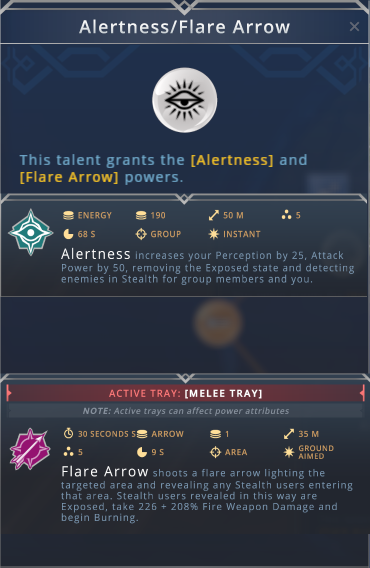 Alertness/Flare Arrow
This talent grants the [Alertness] and
[Flare Arrow] powers.
ENERGY 190 50 M 5
68 S GROUP INSTANT
Alertness increases your Perception by 25, Attack
Power by 50, removing the Exposed state and detecting
enemies in Stealth for group members and you.
ACTIVE TRAY: [MELEE TRAY]
NOTE: Active trays can affect power attributes
30 SECONDS S ARROW 1 35 M
5 9 S AREA GROUND AIMED
Flare Arrow shoots a flare arrow lighting the
targeted area and revealing any Stealth users entering
that area. Stealth users revealed in this way are
Exposed, take 226 + 208% Fire Weapon Damage and
begin Burning.